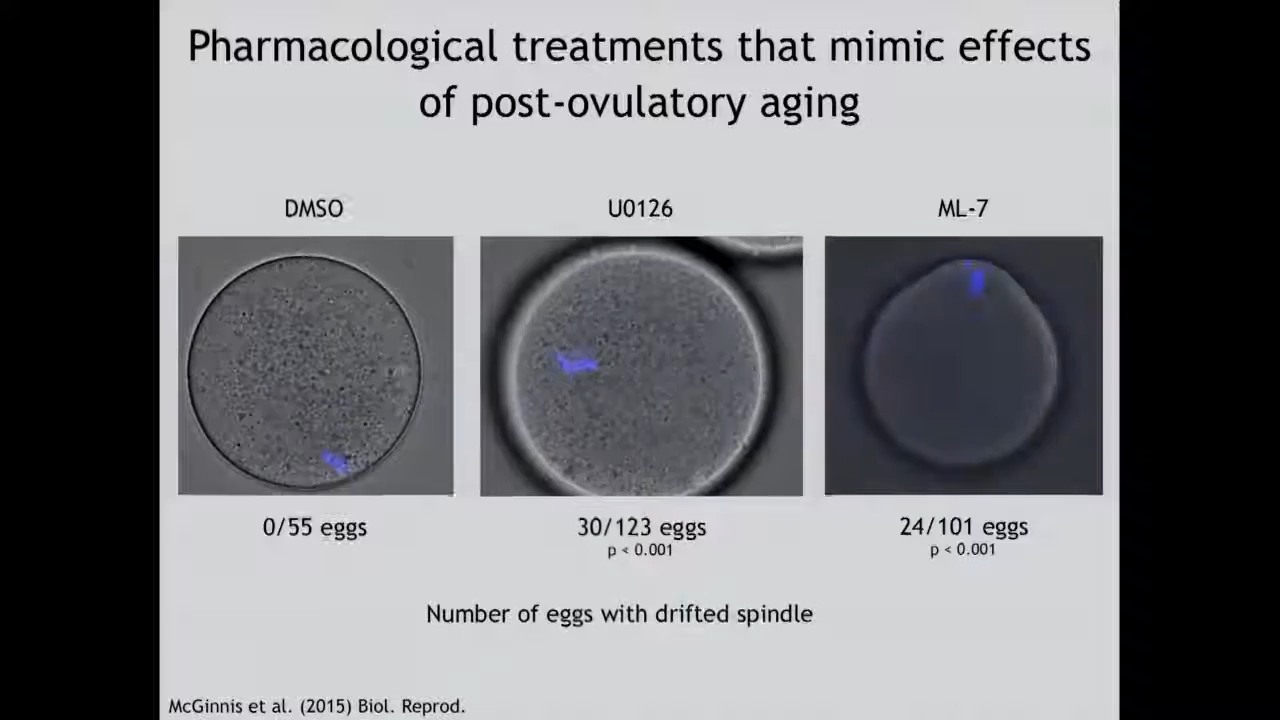 Pharmacological treatments that mimic effects
of post-ovulatory aging
DMSO
U0126
ML-7
0/55 eggs
30/123 eggs
p < 0.001
24/101 eggs
p < 0.001
Number of eggs with drifted spindle
McGinnis et al. (2015) Biol. Reprod.